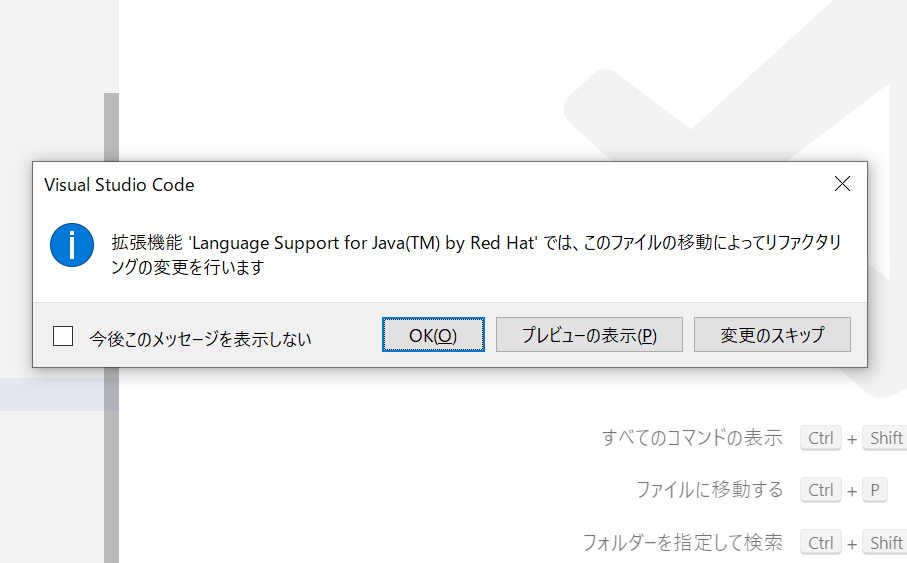 Visual Studio Code
拡張機能 'Language Support for Java(TM) by Red Hat' では、このファイルの移動によってリファクタリ
ングの変更を行います
今後このメッセージを表示しない
OK(O)
プレビューの表示(P)
変更のスキップ
すべてのコマンドの表示 Ctrl + Shift
ファイルに移動する Ctrl + P
フォルダーを指定して検索 Ctrl + Shift